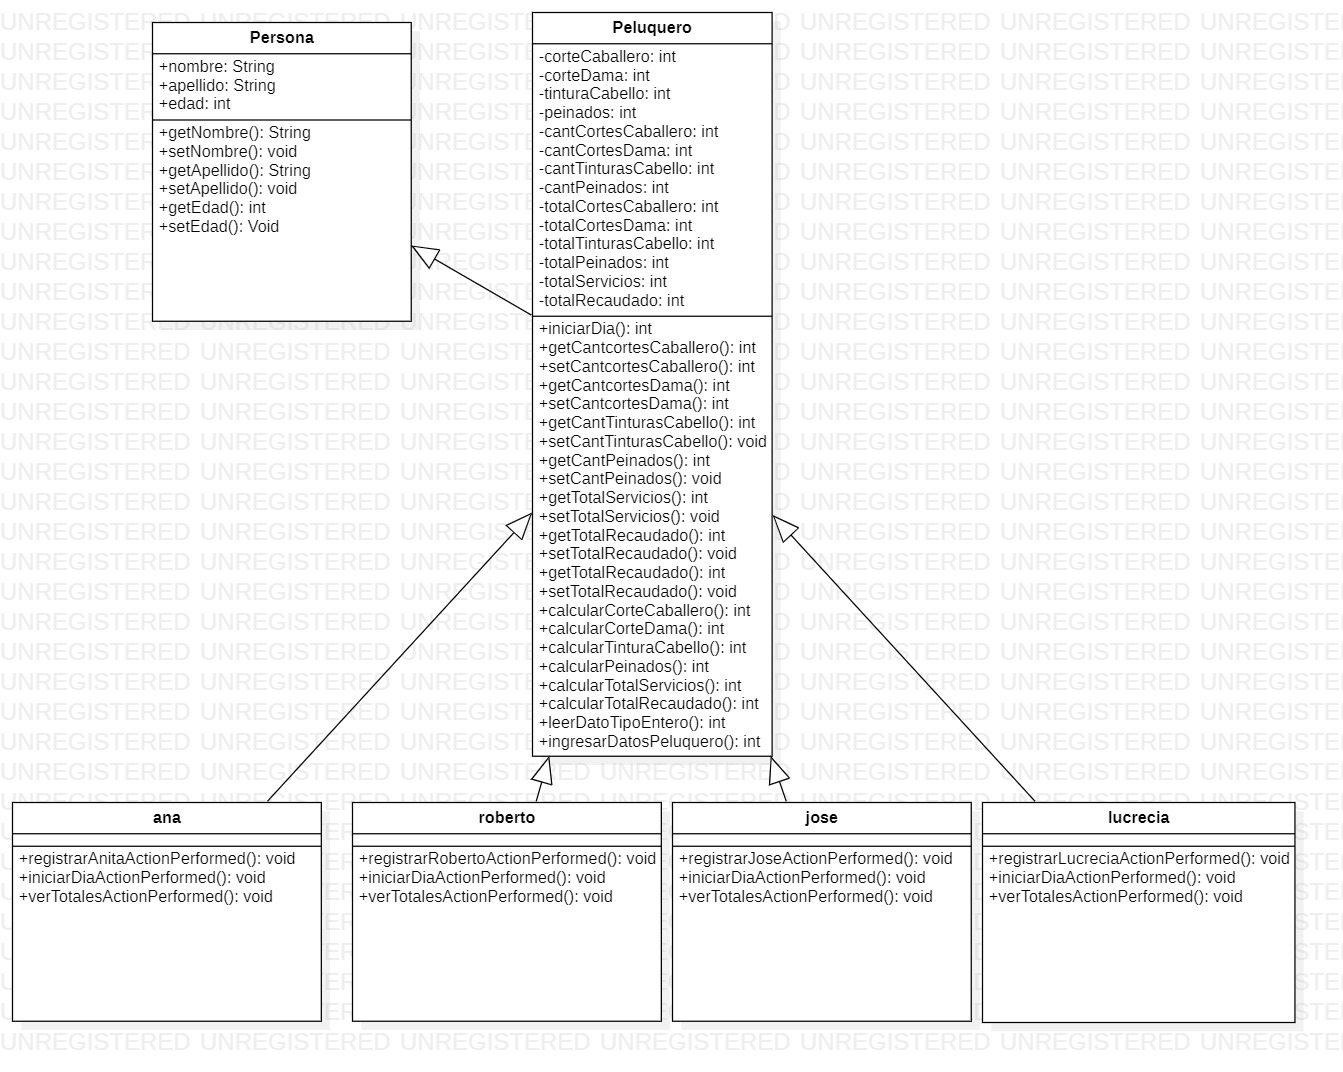 Persona
+nombre: String
+apellido: String
+edad: int
+getNombre(): String
+setNombre(): void
+getApellido(): String
+setApellido(): void
+getEdad(): int
+setEdad(): Void
Peluquero
-corteCaballero: int
-corteDama: int
-tinturaCabello: int
-peinados: int
-cantCortesCaballero: int
-cantCortesDama: int
-cantTinturasCabello: int
-cantPeinados: int
-totalCortesCaballero: int
-totalCortesDama: int
-totalTinturasCabello: int
-totalPeinados: int
-totalServicios: int
-totalRecaudado: int
+iniciarDia(): int
+getCantcortesCaballero(): int
+setCantcortesCaballero(): int
+getCantcortesDama(): int
+setCantcortesDama(): int
+getCantTinturasCabello(): int
+setCantTinturasCabello(): void
+getCantPeinados(): int
+setCantPeinados(): void
+getTotalServicios(): int
+setTotalServicios(): void
+getTotalRecaudado(): int
+setTotalRecaudado(): void
+getTotalRecaudado(): int
+setTotalRecaudado(): void
+calcularCorteCaballero(): int
+calcularCorteDama(): int
+calcularTinturaCabello(): int
+calcularPeinados(): int
+calcularTotalServicios(): int
+calcularTotalRecaudado(): int
+leerDatoTipoEntero(): int
+ingresarDatosPeluquero(): int
ana
+registrarAnitaActionPerformed(): void
+iniciarDiaActionPerformed(): void
+verTotalesActionPerformed(): void
roberto
+registrarRobertoActionPerformed(): void
+iniciarDiaActionPerformed(): void
+verTotalesActionPerformed(): void
jose
+registrarJoseActionPerformed(): void
+iniciarDiaActionPerformed(): void
+verTotalesActionPerformed(): void
lucrecia
+registrarLucreciaActionPerformed(): void
+iniciarDiaActionPerformed(): void
+verTotalesActionPerformed(): void
UNREGISTERED UNREGISTERED UNREGISTERED UNREGISTERED UNREGISTERED UNREGISTERED